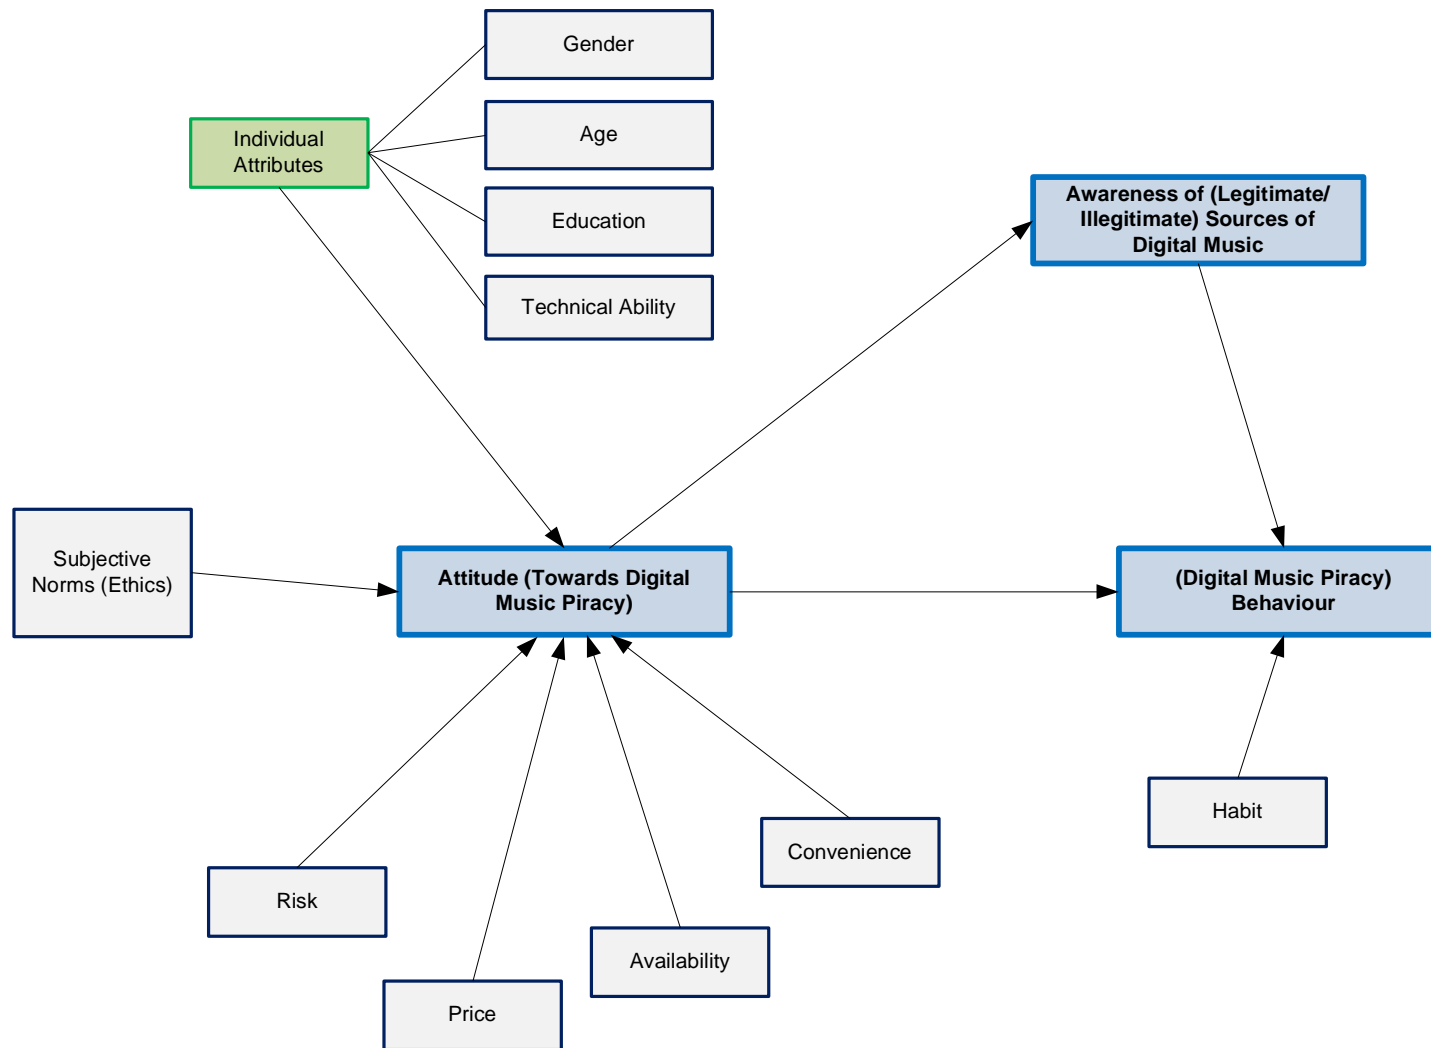 Gender
Individual
Attributes
Age
Education
Technical Ability
Awareness of (Legitimate/
Illegitimate) Sources of
Digital Music
Subjective
Norms (Ethics)
Attitude (Towards Digital
Music Piracy)
(Digital Music Piracy)
Behaviour
Habit
Convenience
Risk
Availability
Price